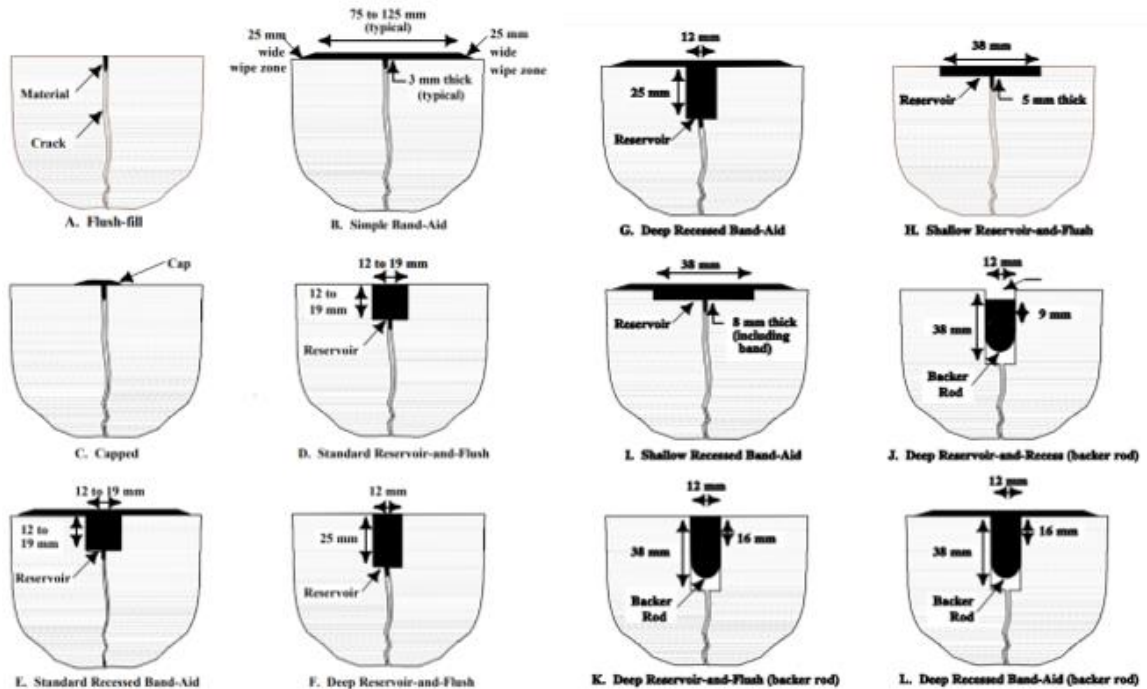 Material
Crack
A. Flush-fill
75 to 125 mm
(typical)
25 mm
wide
wipe zone
25 mm
wide
wipe zone
3 mm thick
(typical)
B. Simple Band-Aid
12 mm
25 mm
Reservoir
G. Deep Recessed Band-Aid
38 mm
Reservoir
5 mm thick
H. Shallow Reservoir-and-Flush
Cap
C. Capped
12 to 19 mm
12 to
19 mm
Reservoir
D. Standard Reservoir-and-Flush
38 mm
Reservoir
8 mm thick
(including
band)
I. Shallow Recessed Band-Aid
12 mm
38 mm
9 mm
Backer
Rod
J. Deep Reservoir-and-Recess (backer rod)
12 to 19 mm
12 to
19 mm
Reservoir
E. Standard Recessed Band-Aid
12 mm
25 mm
Reservoir
F. Deep Reservoir-and-Flush
12 mm
38 mm
16 mm
Backer
Rod
K. Deep Reservoir-and-Flush (backer rod)
12 mm
38 mm
16 mm
Backer
Rod
L. Deep Recessed Band-Aid (backer rod)